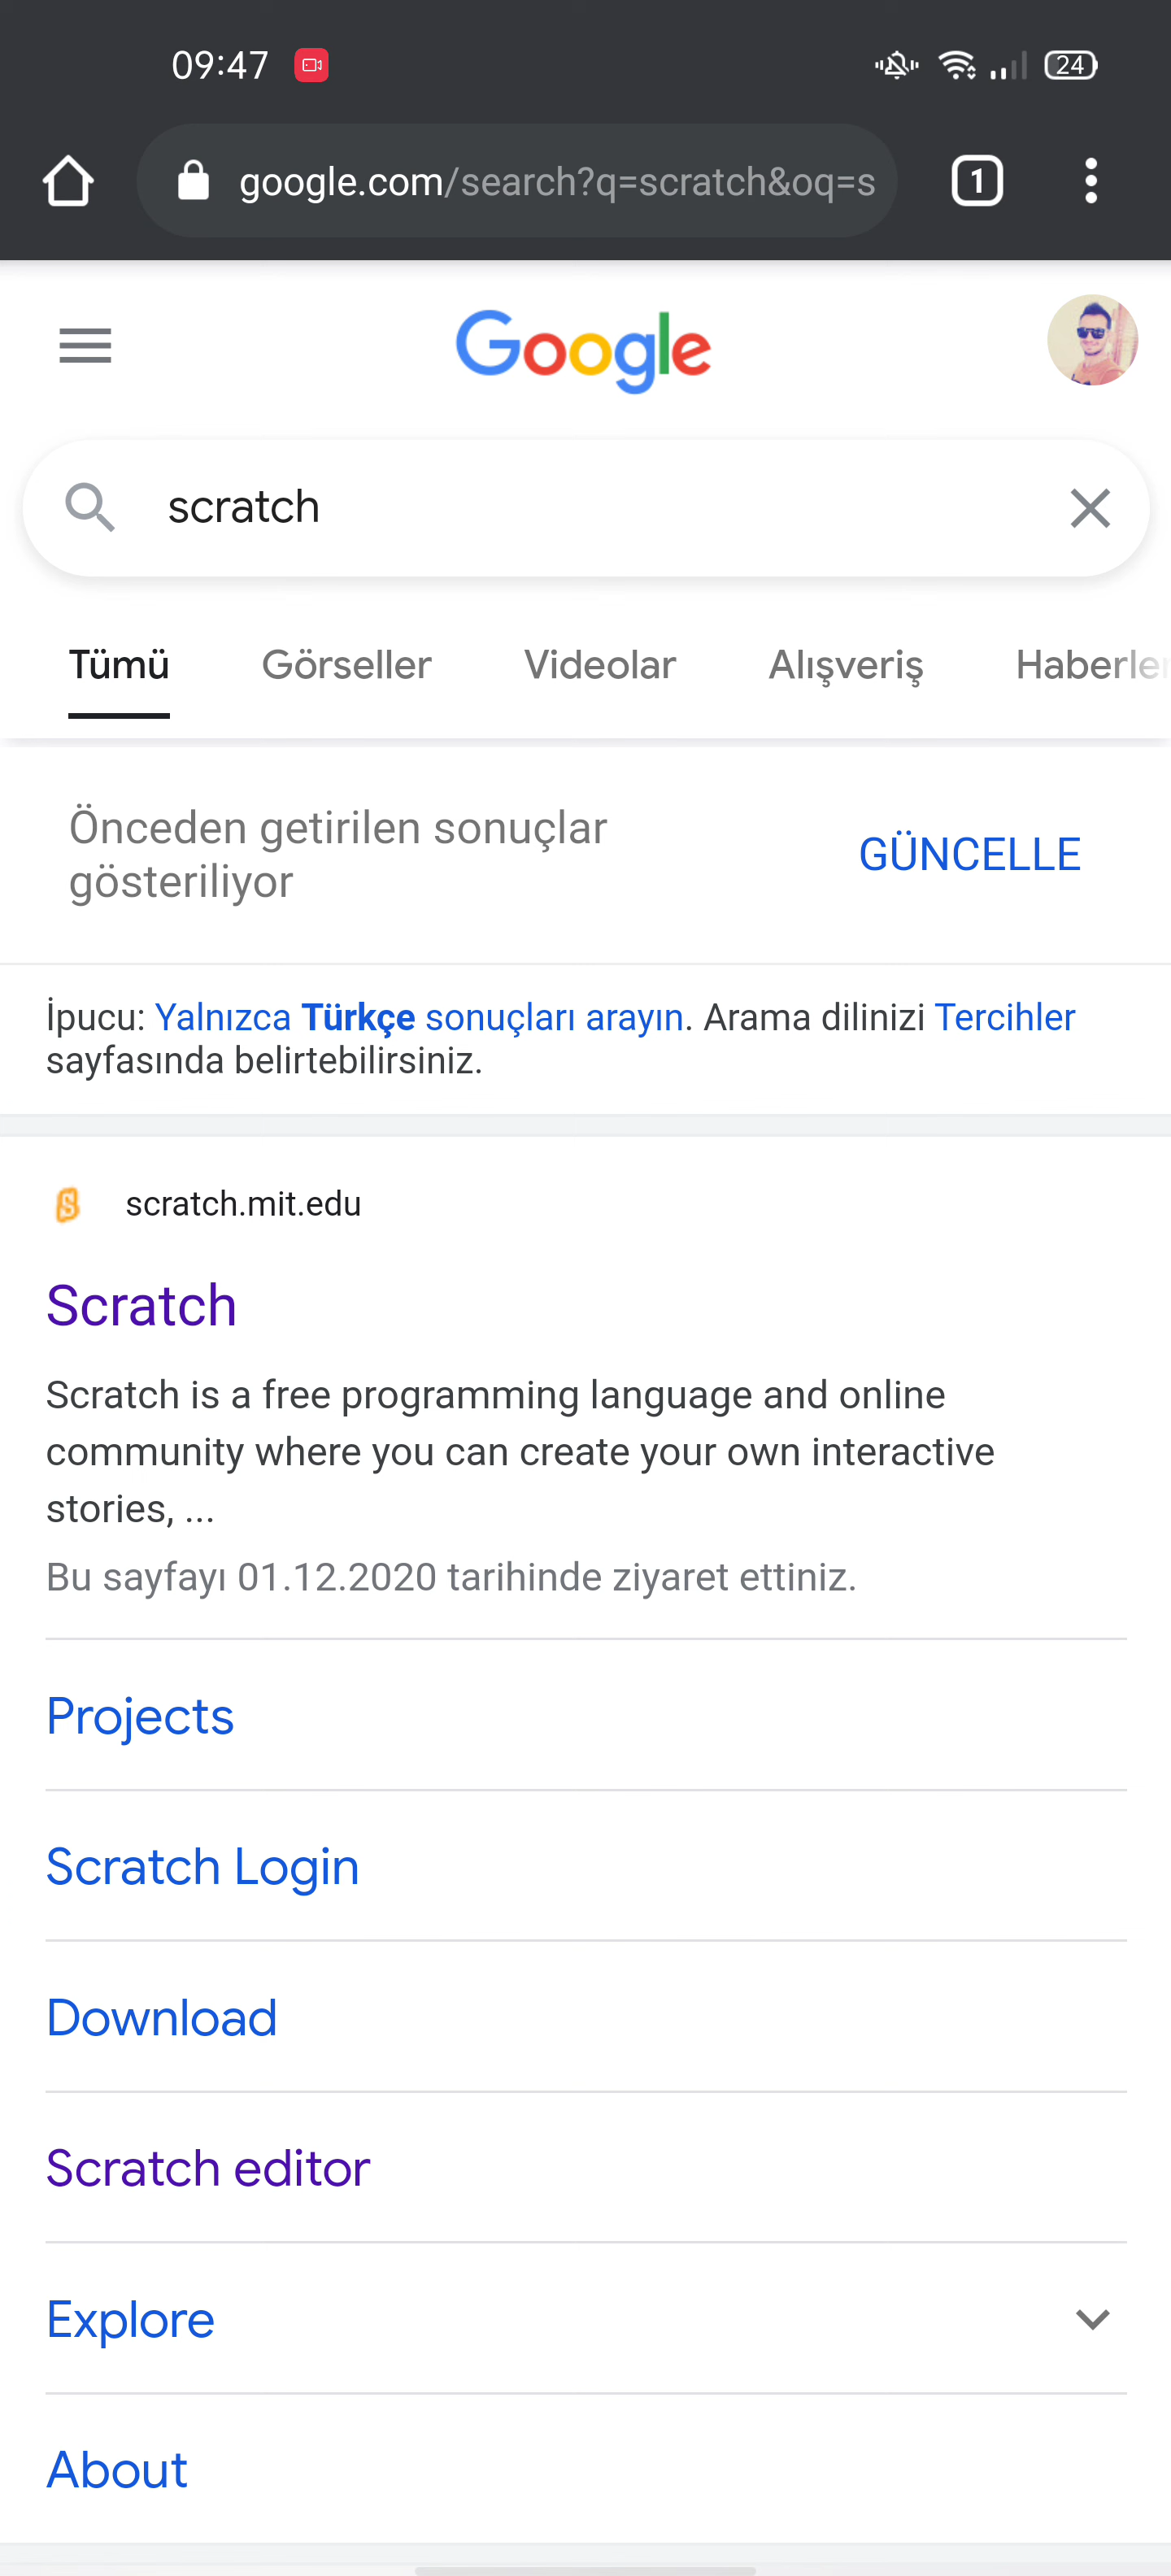 09:47
24
google.com/search?q=scratch&oq=s
1
Google
scratch
Tümü Görseller Videolar Alışveriş Haberler
Önceden getirilen sonuçlar
gösteriliyor
GÜNCELLE
İpucu: Yalnızca Türkçe sonuçları arayın. Arama dilinizi Tercihler
sayfasında belirtebilirsiniz.
scratch.mit.edu
Scratch
Scratch is a free programming language and online
community where you can create your own interactive
stories, ...
Bu sayfayı 01.12.2020 tarihinde ziyaret ettiniz.
Projects
Scratch Login
Download
Scratch editor
Explore
About